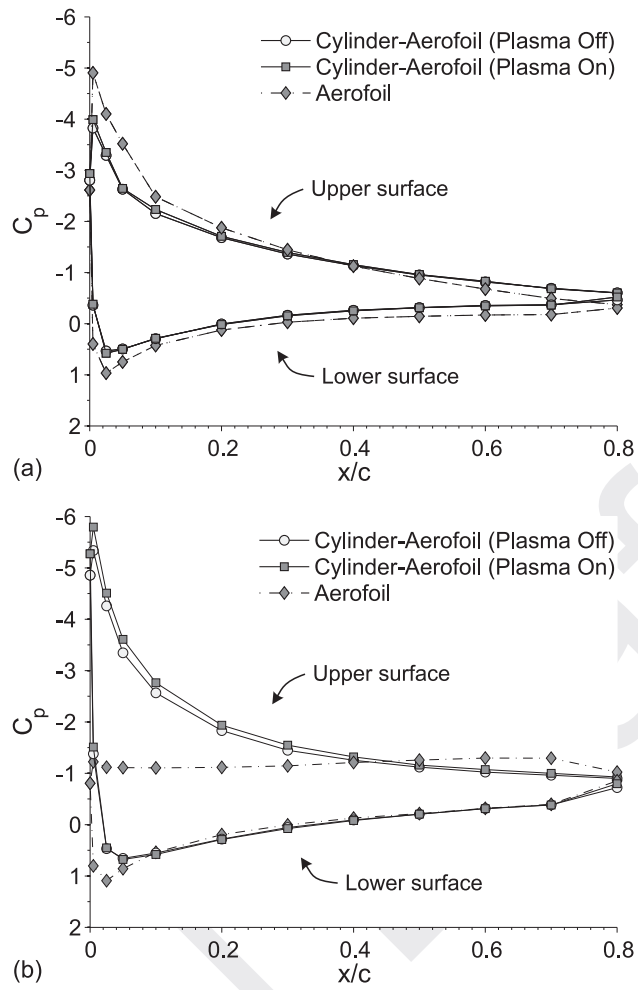 -6
-5
-4
-3
-2
-1
0
1
2
Cp
Cylinder-Aerofoil (Plasma Off)
Cylinder-Aerofoil (Plasma On)
Aerofoil
Upper surface
Lower surface
0 0.2 0.4 0.6 0.8
x/c
(a)
-6
-5
-4
-3
-2
-1
0
1
2
Cp
Cylinder-Aerofoil (Plasma Off)
Cylinder-Aerofoil (Plasma On)
Aerofoil
Upper surface
Lower surface
0 0.2 0.4 0.6 0.8
x/c
(b)